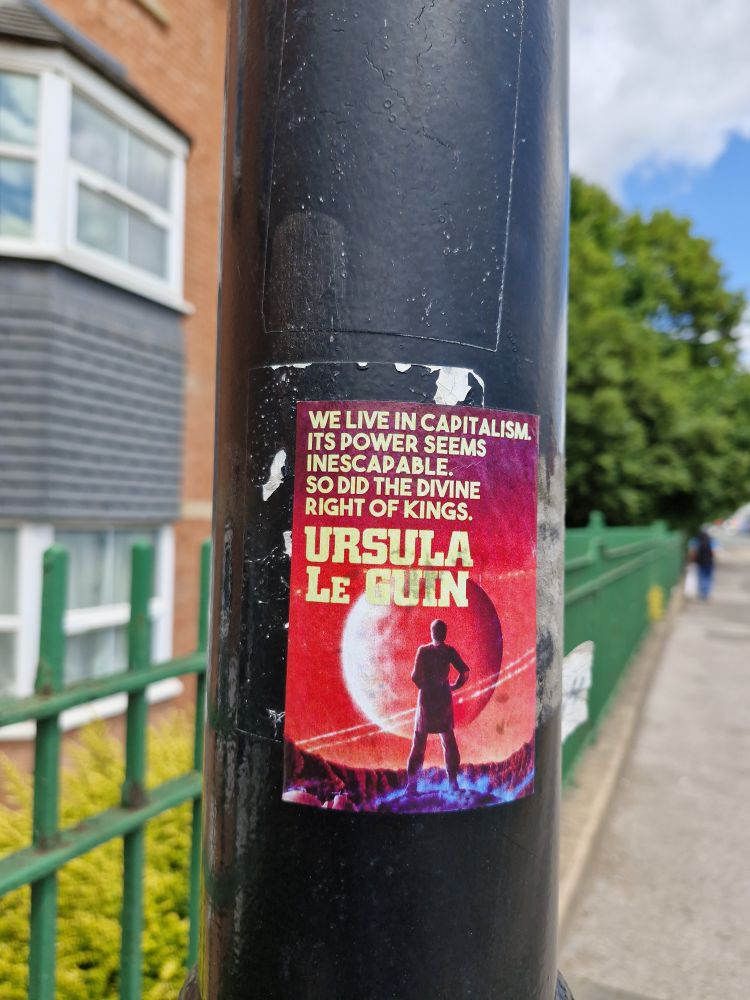 WE LIVE IN CAPITALISM.
ITS POWER SEEMS
INESCAPABLE.
SO DID THE DIVINE
RIGHT OF KINGS.
URSULA
LE GUIN